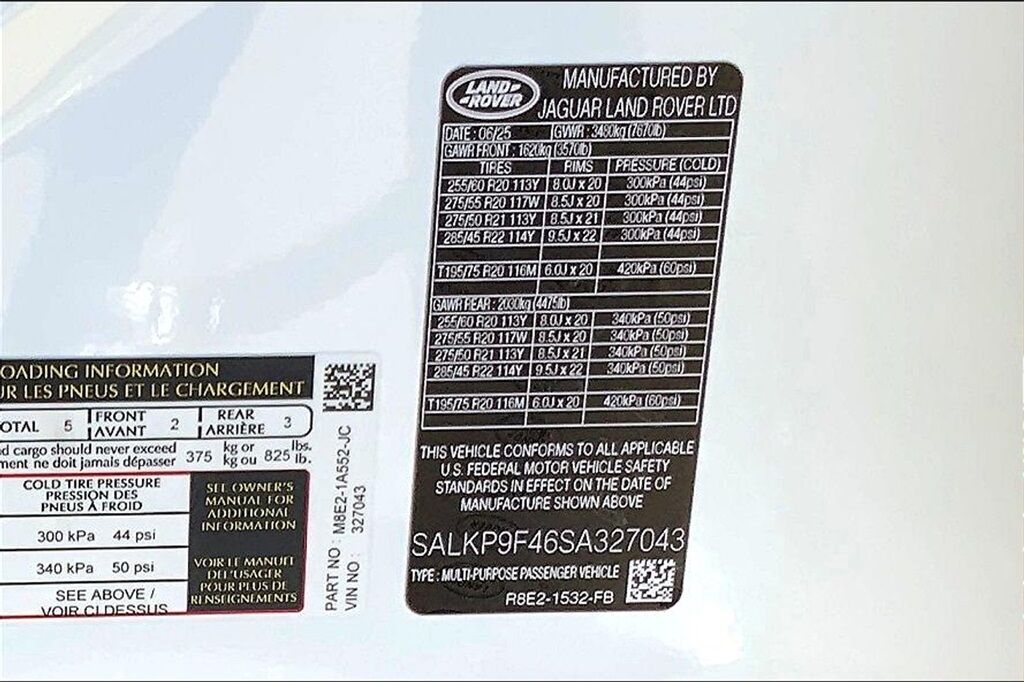 LAND-
-ROVER
MANUFACTURED BY
JAGUAR LAND ROVER LTD
DATE : 06/25 GVWR : 3480kg (7670lb)
GAWR FRONT : 1620kg (3570lb)
TIRES RIMS PRESSURE (COLD)
255/60 R20 113Y 8.0J x 20 300kPa (44psi)
275/55 R20 117W 8.5J x 20 300kPa (44psi)
275/50 R21 113Y 8.5J x 21 300kPa (44psi)
285/45 R22 114Y 9.5J x 22 300kPa (44psi)
T195/75 R20 116M 6.0J x 20 420kPa (60psi)
GAWR REAR : 2030kg (4475lb)
255/60 R20 113Y 8.0J x 20 340kPa (50psi)
275/55 R20 117W 8.5J x 20 340kPa (50psi)
275/50 R21 113Y 8.5J x 21 340kPa (50psi)
285/45 R22 114Y 9.5J x 22 340kPa (50psi)
T195/75 R20 116M 6.0J x 20 420kPa (60psi)
THIS VEHICLE CONFORMS TO ALL APPLICABLE
U.S. FEDERAL MOTOR VEHICLE SAFETY
STANDARDS IN EFFECT ON THE DATE OF
MANUFACTURE SHOWN ABOVE
SALKP9F46SA327043
TYPE : MULTI-PURPOSE PASSENGER VEHICLE
R8E2-1532-FB
OADING INFORMATION
UR LES PNEUS ET LE CHARGEMENT
OTAL 5 FRONT AVANT 2 REAR ARRIÈRE 3
d cargo should never exceed 375 kg or 825 lbs.
ment ne doit jamais dépasser kg ou lb.
COLD TIRE PRESSURE
PRESSION DES
PNEUS À FROID
300 kPa 44 psi
340 kPa 50 psi
SEE ABOVE /
VOIR CI DESSUS
SEE OWNER'S
MANUAL FOR
ADDITIONAL
INFORMATION
VOIR LE MANUEL
DE L'USAGER
POUR PLUS DE
RENSEIGNEMENTS
PART NO : M8E2-1A552-JC
VIN NO : 327043